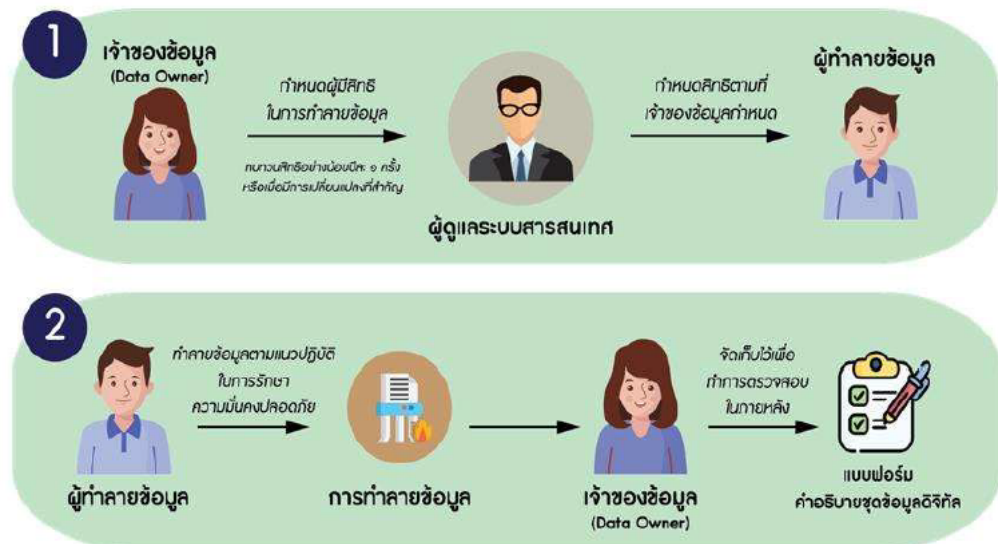 1
เจ้าของข้อมูล
(Data Owner)
กำหนดผู้มีสิทธิ
ในการทำลายข้อมูล
ทบทวนสิทธิอย่างน้อยปีละ ๑ ครั้ง
หรือเมื่อมีการเปลี่ยนแปลงที่สำคัญ
ผู้ดูแลระบบสารสนเทศ
กำหนดสิทธิตามที่
เจ้าของข้อมูลกำหนด
ผู้ทำลายข้อมูล
2
ผู้ทำลายข้อมูล
ทำลายข้อมูลตามแนวปฏิบัติ
ในการรักษา
ความมั่นคงปลอดภัย
การทำลายข้อมูล
เจ้าของข้อมูล
(Data Owner)
จัดเก็บไว้เพื่อ
ทำการตรวจสอบ
ในภายหลัง
แบบฟอร์ม
คำอธิบายชุดข้อมูลดิจิทัล